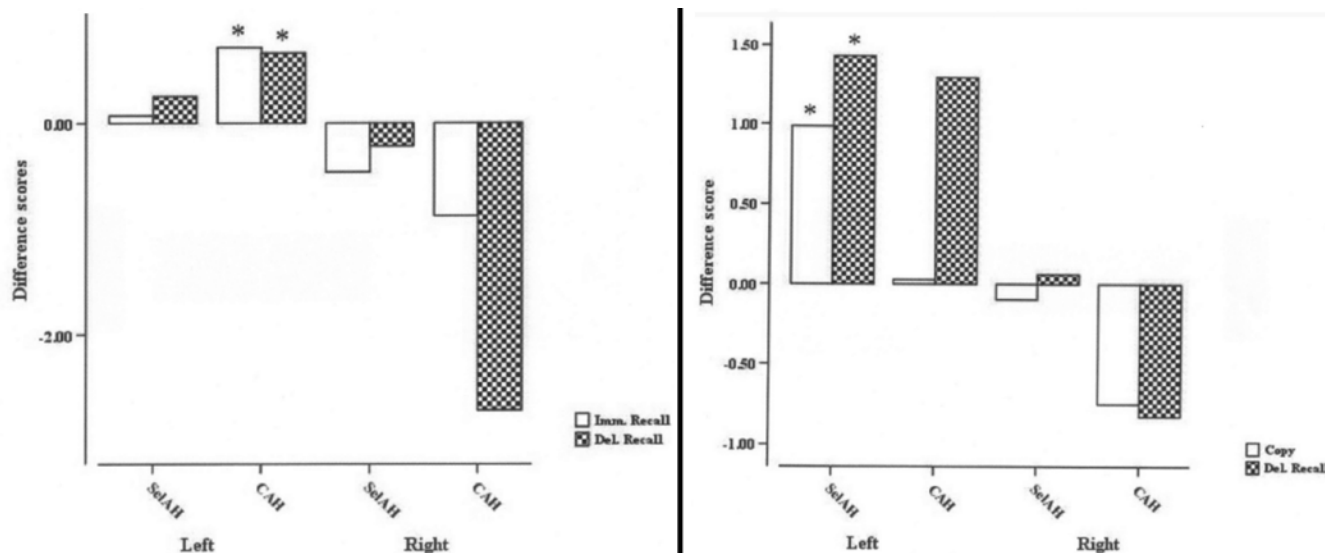 * *
0.00
-2.00
Difference scores
Imm. Recall
Del. Recall
SelAH CAH SelAH CAH
Left Right
* *
1.50
1.00
0.50
0.00
-0.50
-1.00
Difference score
Copy
Del. Recall
SelAH CAH SelAH CAH
Left Right